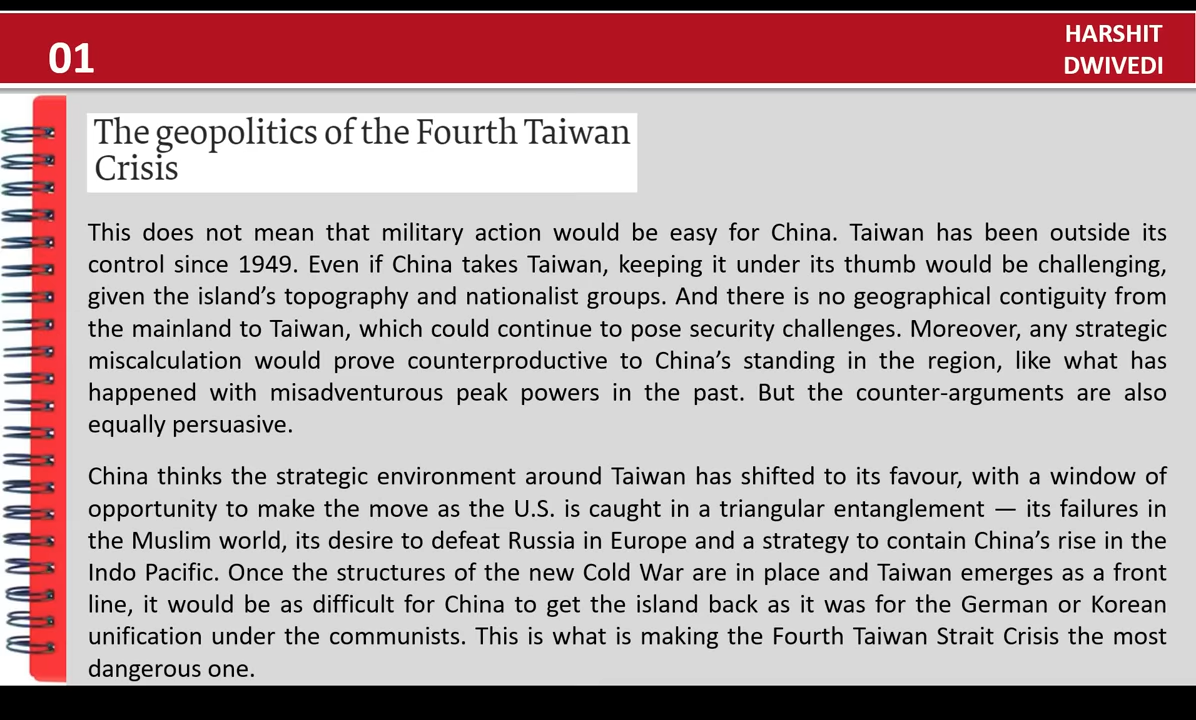 01
HARSHIT
DWIVEDI
The geopolitics of the Fourth Taiwan
Crisis
This does not mean that military action would be easy for China. Taiwan has been outside its
control since 1949. Even if China takes Taiwan, keeping it under its thumb would be challenging,
given the island’s topography and nationalist groups. And there is no geographical contiguity from
the mainland to Taiwan, which could continue to pose security challenges. Moreover, any strategic
miscalculation would prove counterproductive to China’s standing in the region, like what has
happened with misadventurous peak powers in the past. But the counter-arguments are also
equally persuasive.
China thinks the strategic environment around Taiwan has shifted to its favour, with a window of
opportunity to make the move as the U.S. is caught in a triangular entanglement — its failures in
the Muslim world, its desire to defeat Russia in Europe and a strategy to contain China’s rise in the
Indo Pacific. Once the structures of the new Cold War are in place and Taiwan emerges as a front
line, it would be as difficult for China to get the island back as it was for the German or Korean
unification under the communists. This is what is making the Fourth Taiwan Strait Crisis the most
dangerous one.